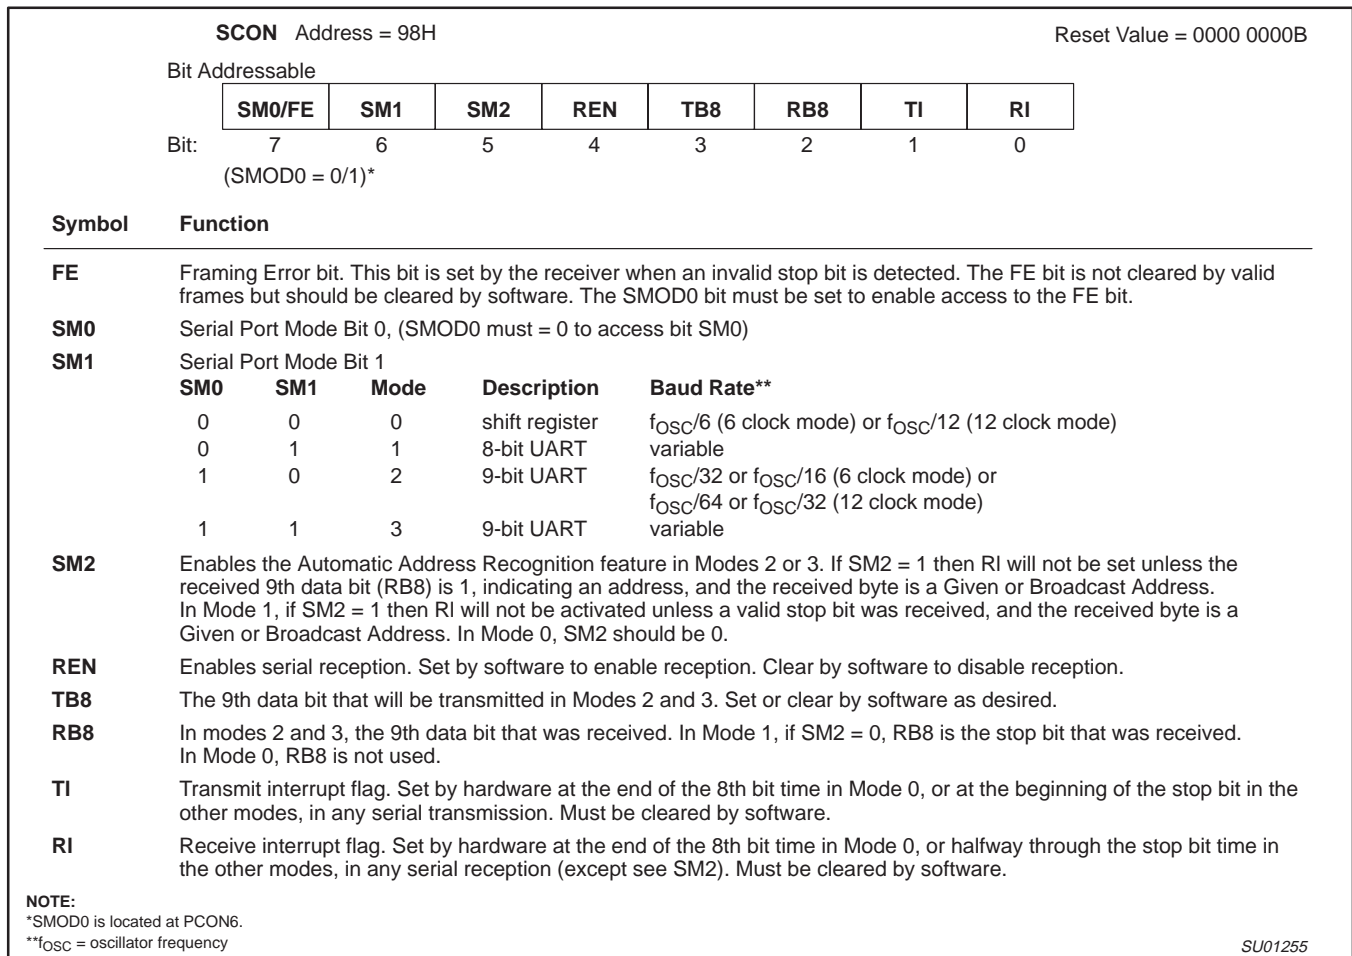 SCON Address = 98H Reset Value = 0000 0000B
Bit Addressable
SM0/FE SM1 SM2 REN TB8 RB8 TI RI
Bit: 7 6 5 4 3 2 1 0
(SMOD0 = 0/1)*
Symbol Function
FE Framing Error bit. This bit is set by the receiver when an invalid stop bit is detected. The FE bit is not cleared by valid
frames but should be cleared by software. The SMOD0 bit must be set to enable access to the FE bit.
SM0 Serial Port Mode Bit 0, (SMOD0 must = 0 to access bit SM0)
SM1 Serial Port Mode Bit 1
SM0 SM1 Mode Description Baud Rate**
0 0 0 shift register fOSC/6 (6 clock mode) or fOSC/12 (12 clock mode)
0 1 1 8-bit UART variable
1 0 2 9-bit UART fOSC/32 or fOSC/16 (6 clock mode) or
fOSC/64 or fOSC/32 (12 clock mode)
1 1 3 9-bit UART variable
SM2 Enables the Automatic Address Recognition feature in Modes 2 or 3. If SM2 = 1 then RI will not be set unless the
received 9th data bit (RB8) is 1, indicating an address, and the received byte is a Given or Broadcast Address.
In Mode 1, if SM2 = 1 then RI will not be activated unless a valid stop bit was received, and the received byte is a
Given or Broadcast Address. In Mode 0, SM2 should be 0.
REN Enables serial reception. Set by software to enable reception. Clear by software to disable reception.
TB8 The 9th data bit that will be transmitted in Modes 2 and 3. Set or clear by software as desired.
RB8 In modes 2 and 3, the 9th data bit that was received. In Mode 1, if SM2 = 0, RB8 is the stop bit that was received.
In Mode 0, RB8 is not used.
TI Transmit interrupt flag. Set by hardware at the end of the 8th bit time in Mode 0, or at the beginning of the stop bit in the
other modes, in any serial transmission. Must be cleared by software.
RI Receive interrupt flag. Set by hardware at the end of the 8th bit time in Mode 0, or halfway through the stop bit time in
the other modes, in any serial reception (except see SM2). Must be cleared by software.
NOTE:
*SMOD0 is located at PCON6.
**fOSC = oscillator frequency SU01255